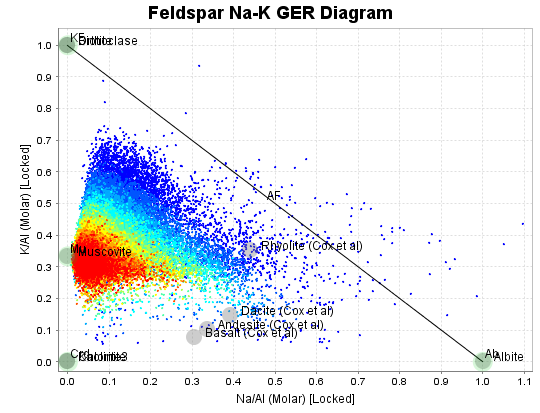 Feldspar Na-K GER Diagram
K/Al (Molar) [Locked]
1.0
0.9
0.8
0.7
0.6
0.5
0.4
0.3
0.2
0.1
0.0
AF
Rhyolite (Cox et al)
Muscovite
Dacite (Cox et al)
Andesite (Cox et al)
Basalt (Cox et al)
Ab
Albite
0.0 0.1 0.2 0.3 0.4 0.5 0.6 0.7 0.8 0.9 1.0 1.1
Na/Al (Molar) [Locked]